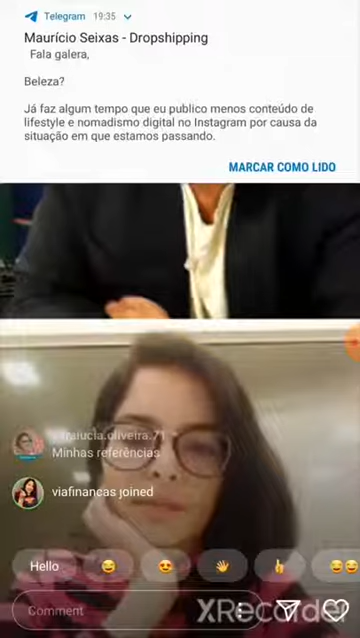 Telegram 19:35
Maurício Seixas - Dropshipping
Fala galera,
Beleza?
Já faz algum tempo que eu publico menos conteúdo de
lifestyle e nomadismo digital no Instagram por causa da
situação em que estamos passando.
MARCAR COMO LIDO
Minhas referências
viafinancas joined
Hello
Comment
XRecorder